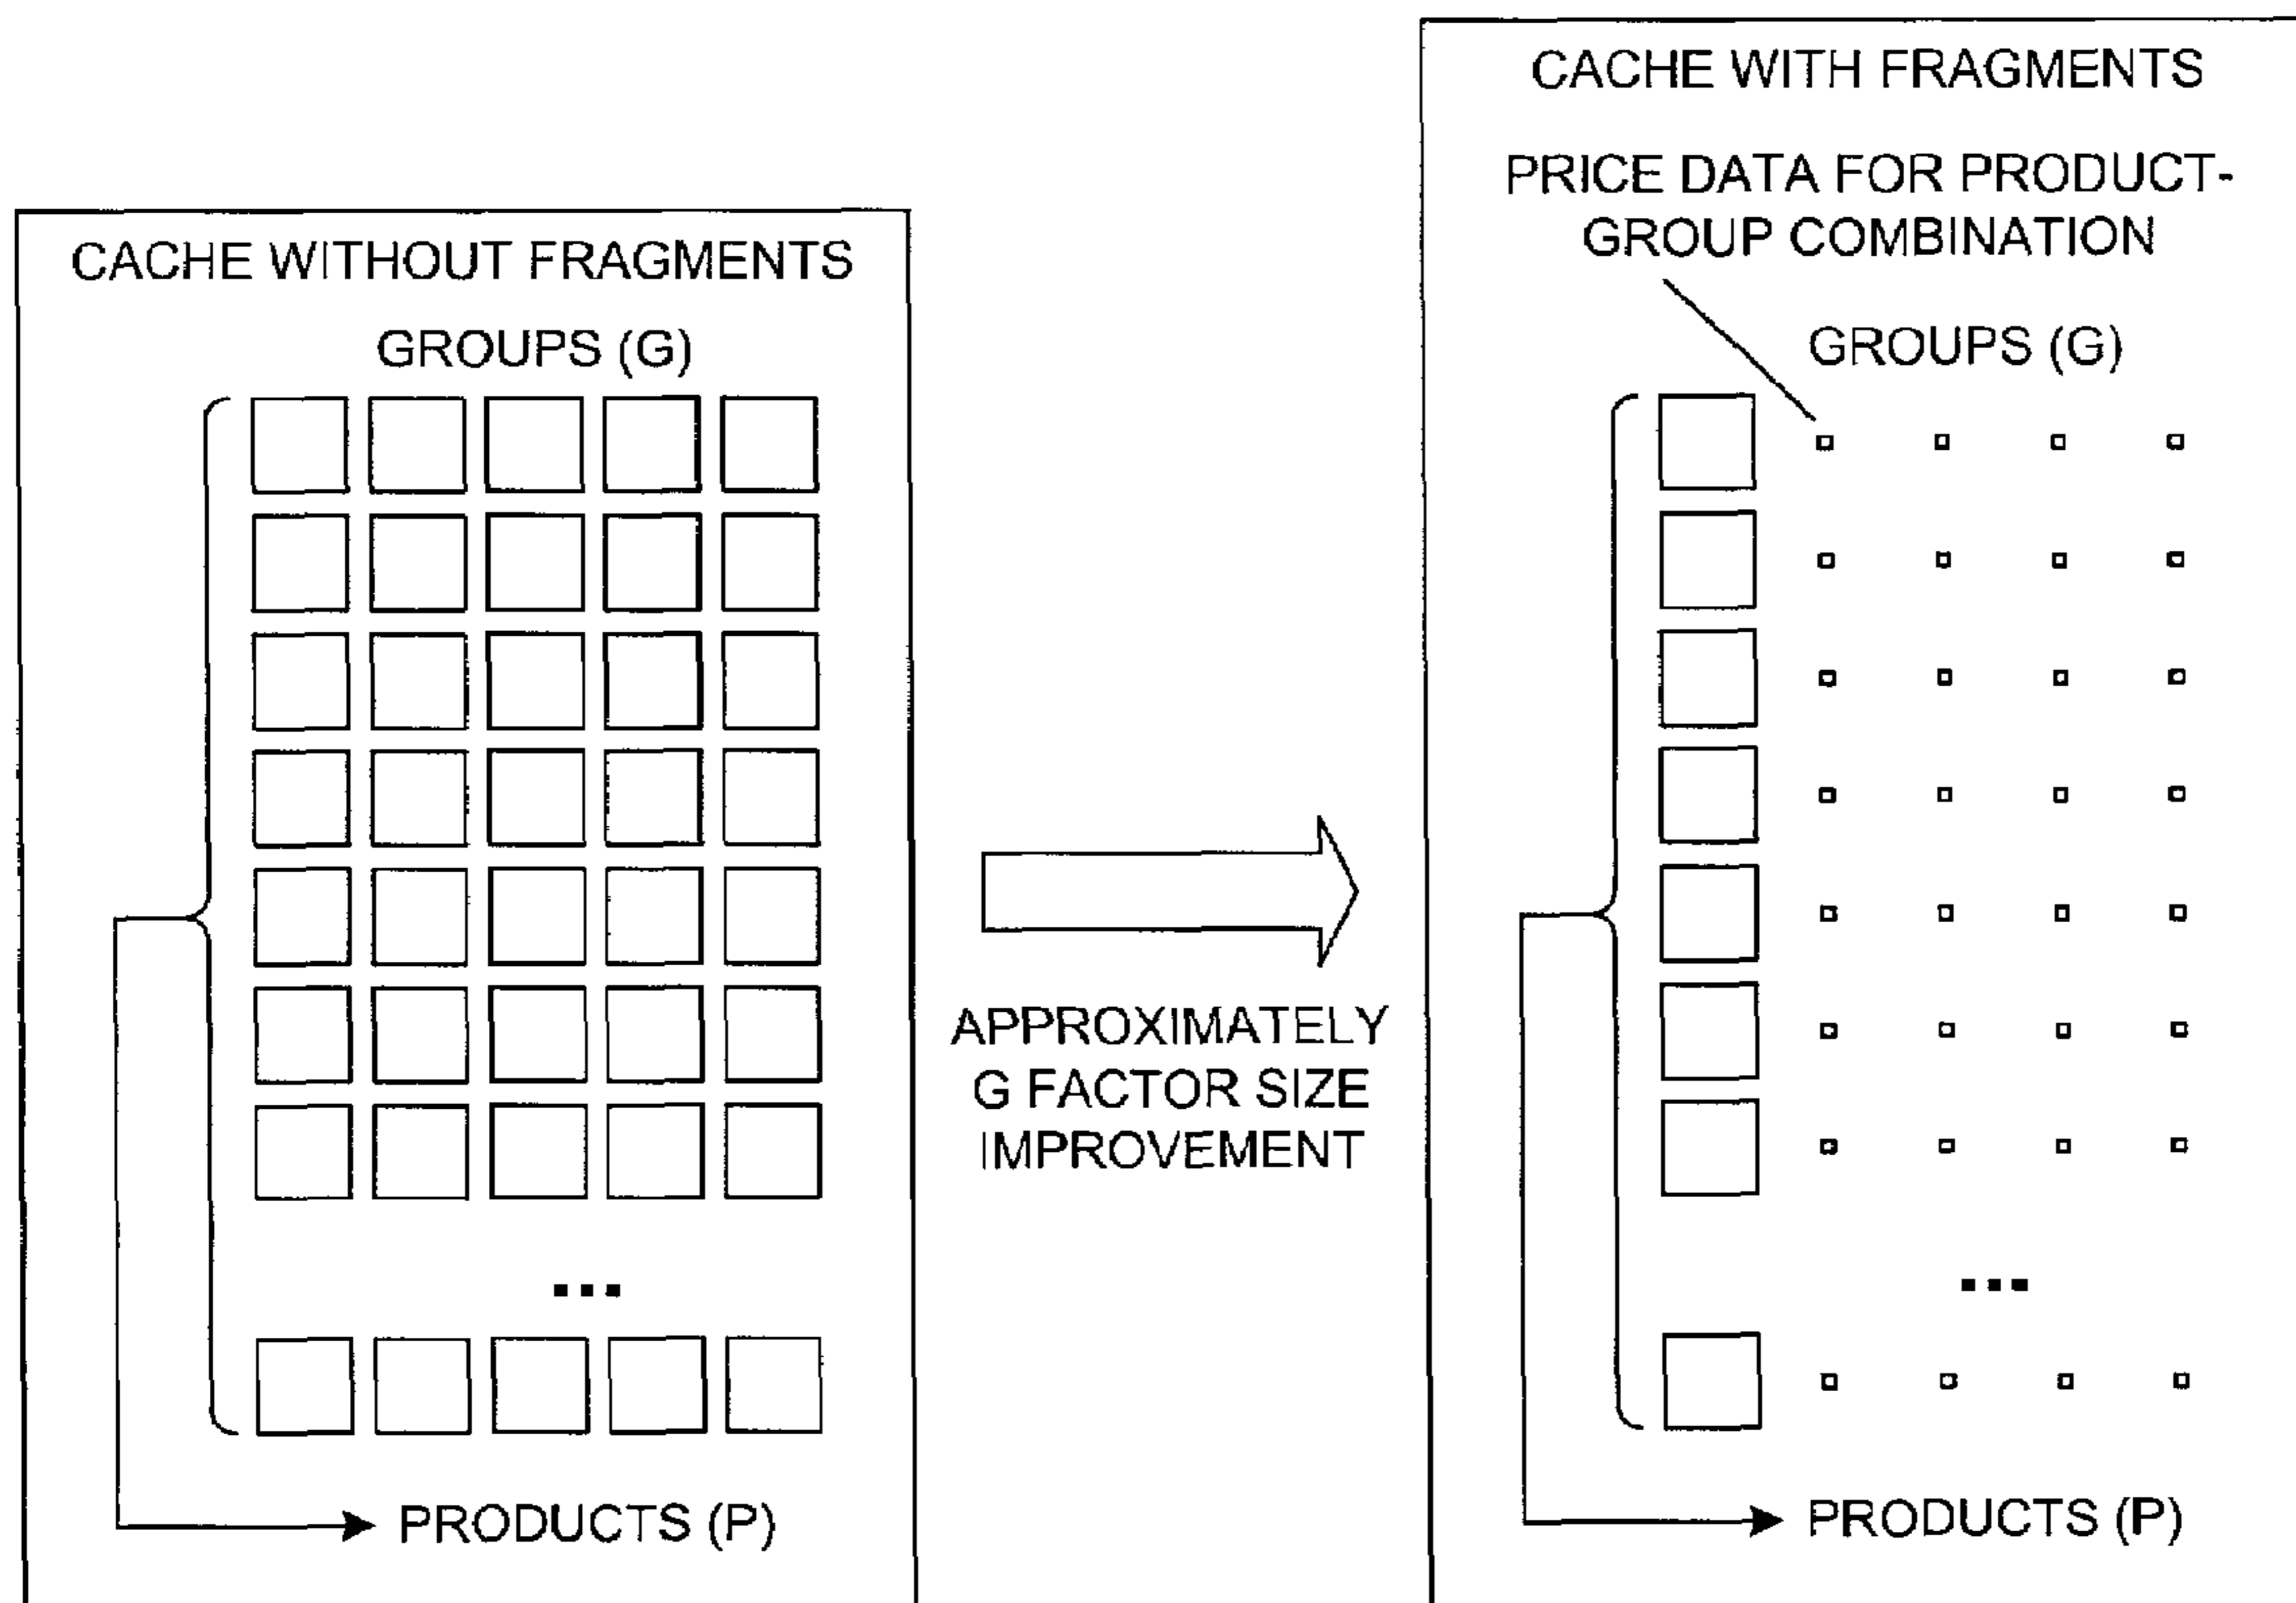 CACHE WITHOUT FRAGMENTS
GROUPS (G)
...
PRODUCTS (P)
APPROXIMATELY
G FACTOR SIZE
IMPROVEMENT
CACHE WITH FRAGMENTS
PRICE DATA FOR PRODUCT-
GROUP COMBINATION
GROUPS (G)
...
PRODUCTS (P)